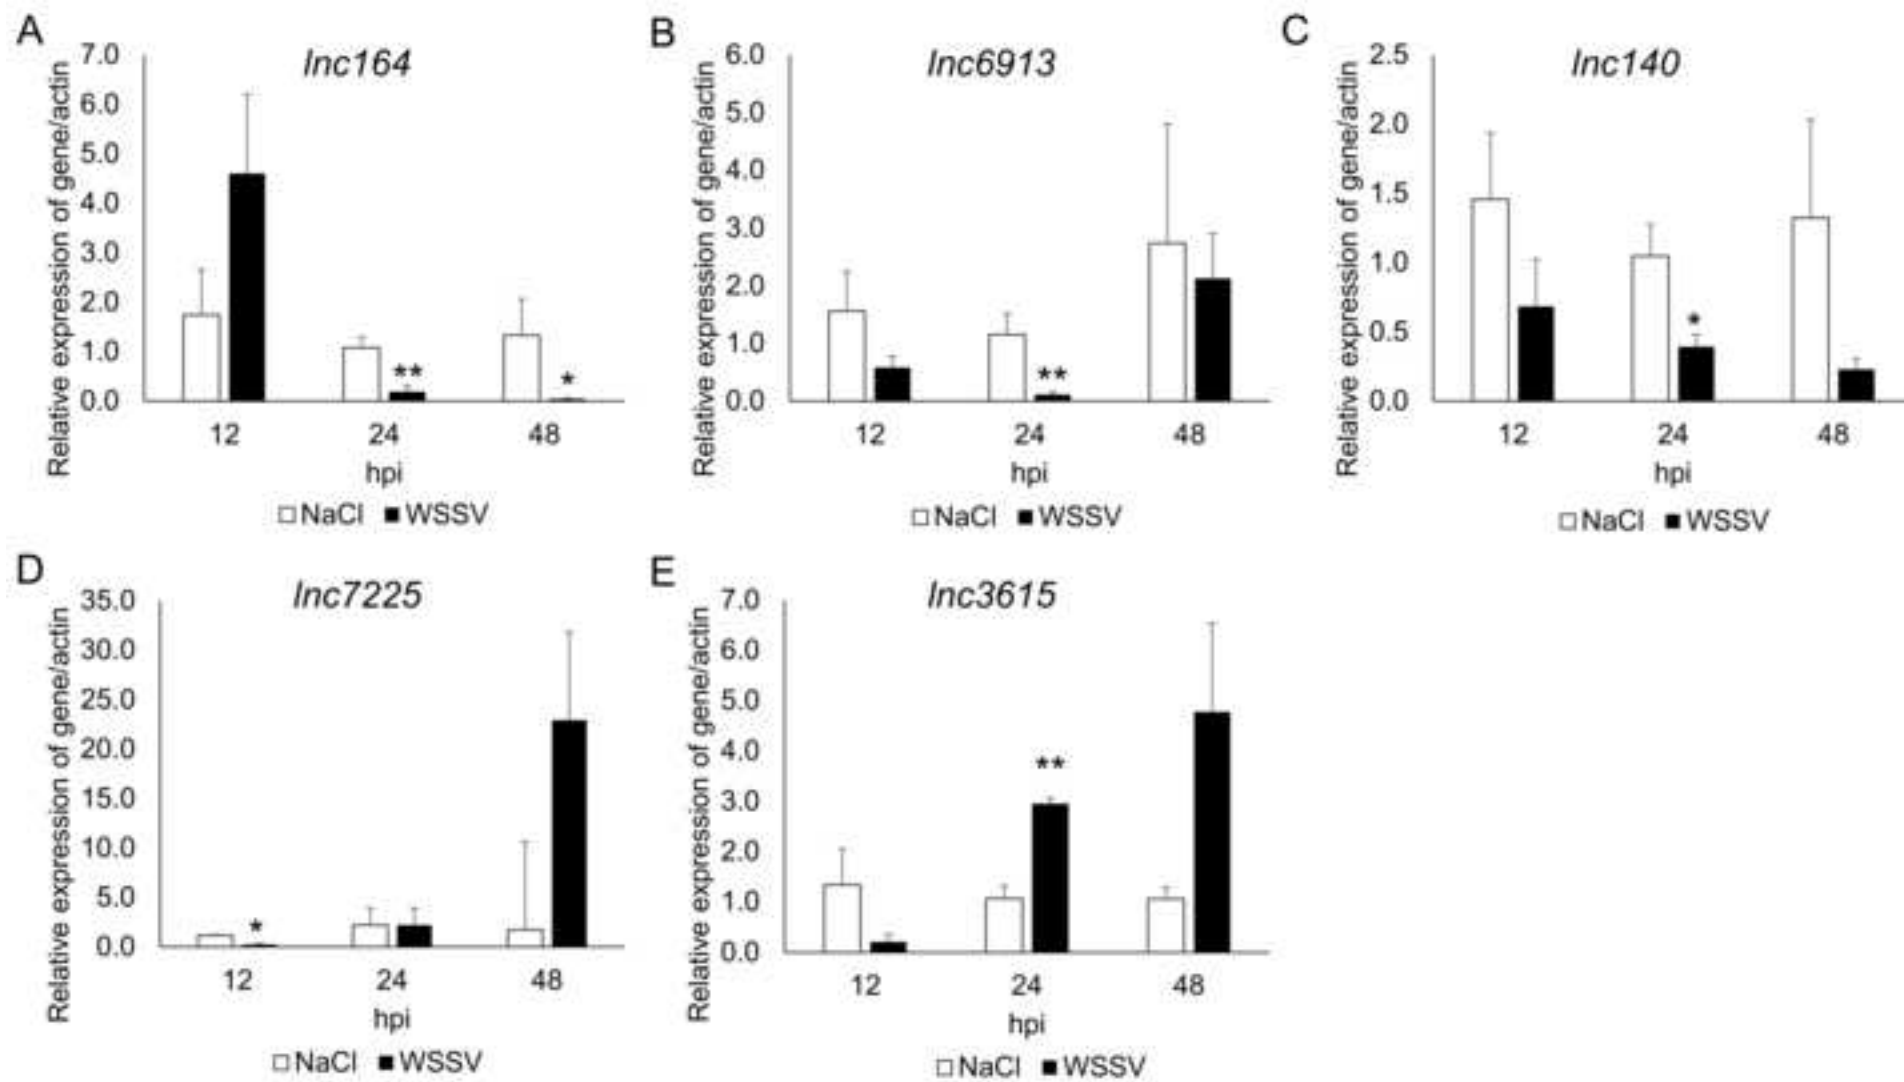 A
lnc164
Relative expression of gene/actin
7.0
6.0
5.0
4.0
3.0
2.0
1.0
0.0
**
*
12 24 48
hpi
NaCl WSSV
B
lnc6913
Relative expression of gene/actin
6.0
5.0
4.0
3.0
2.0
1.0
0.0
**
12 24 48
hpi
NaCl WSSV
C
lnc140
Relative expression of gene/actin
2.5
2.0
1.5
1.0
0.5
0.0
*
12 24 48
hpi
NaCl WSSV
D
lnc7225
Relative expression of gene/actin
35.0
30.0
25.0
20.0
15.0
10.0
5.0
0.0
*
12 24 48
hpi
NaCl WSSV
E
lnc3615
Relative expression of gene/actin
7.0
6.0
5.0
4.0
3.0
2.0
1.0
0.0
**
12 24 48
hpi
NaCl WSSV